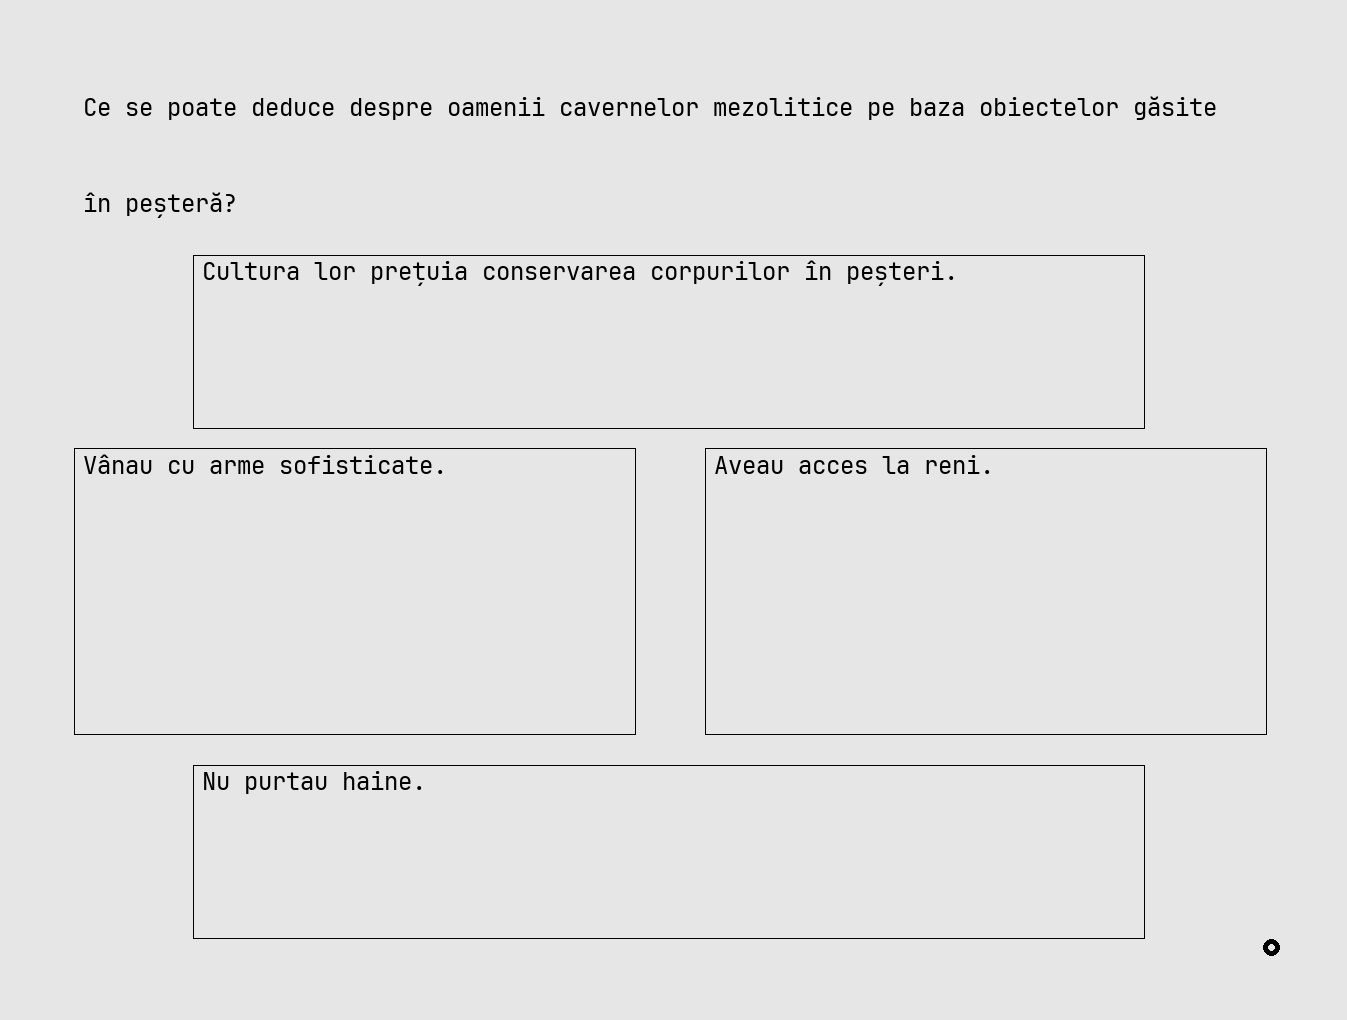 Ce se poate deduce despre oamenii cavernelor mezolitice pe baza obiectelor găsite
în peșteră?
Cultura lor prețuia conservarea corpurilor în peșteri.
Vânau cu arme sofisticate.
Aveau acces la reni.
Nu purtau haine.